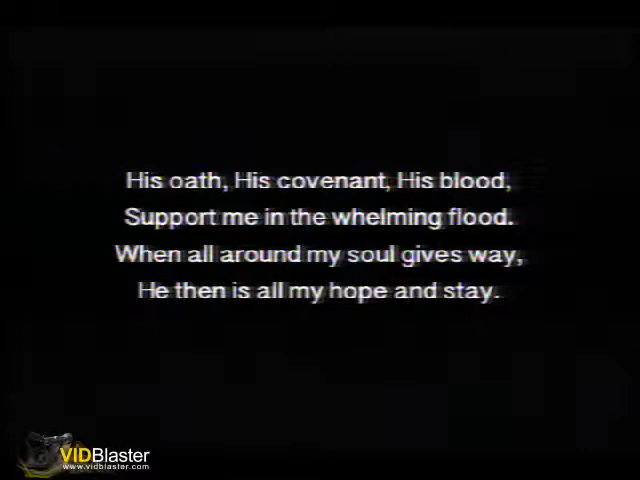 His oath, His covenant, His blood,
Support me in the whelming flood.
When all around my soul gives way,
He then is all my hope and stay.
VIDBlaster
www.vidblaster.com